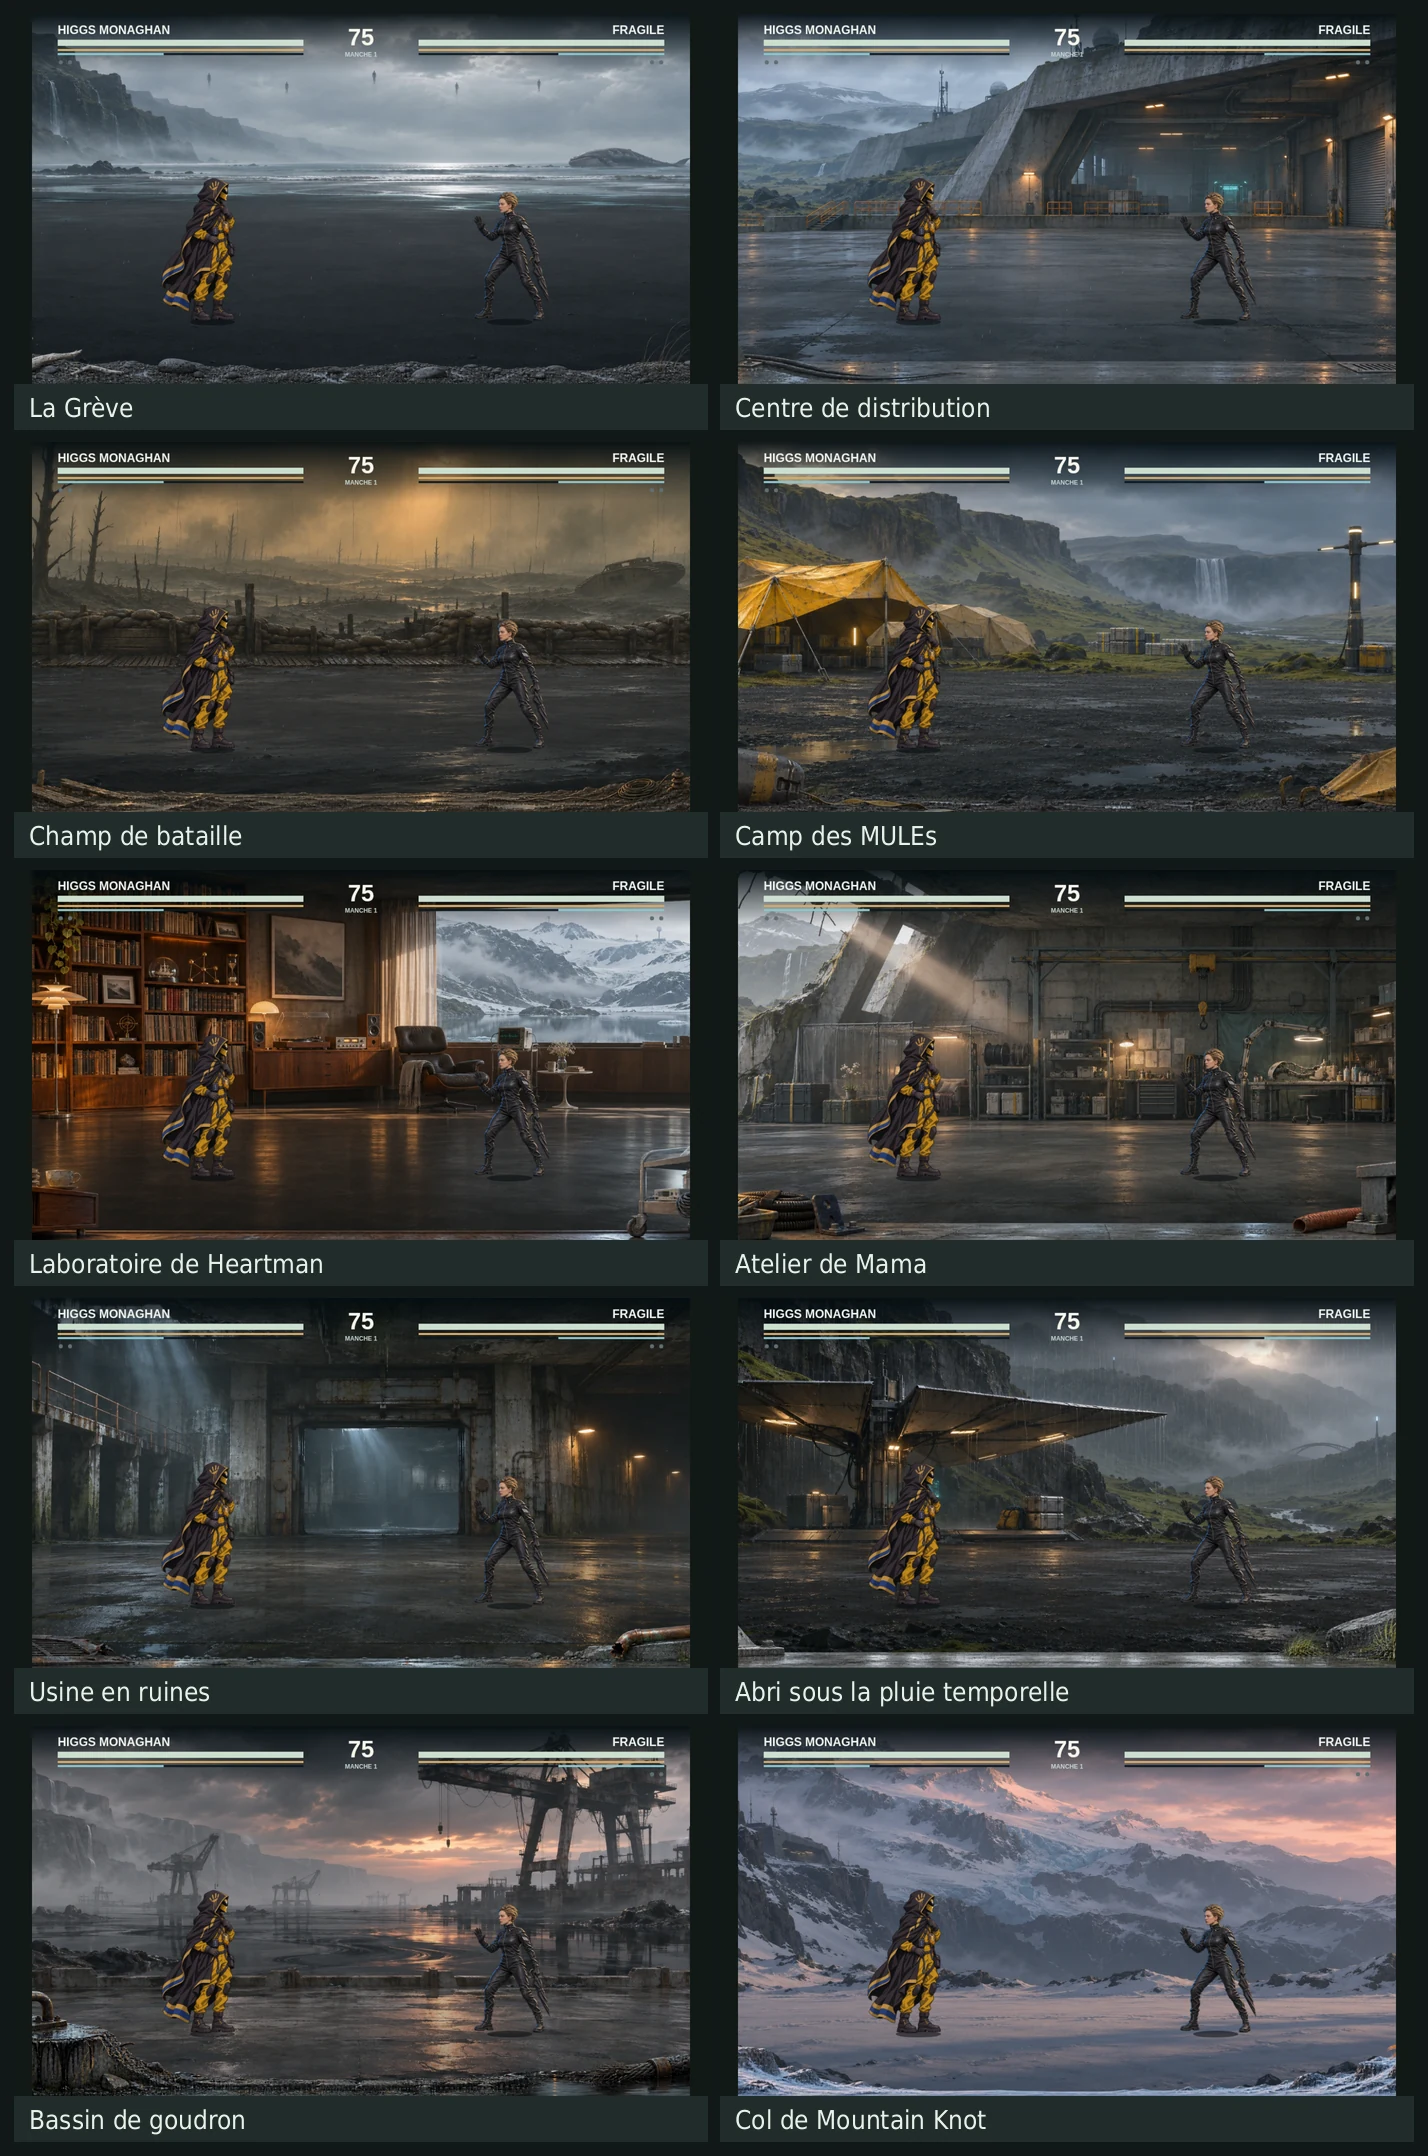 HIGGS MONAGHAN 75 FRAGILE
MANCHE 1
HIGGS MONAGHAN 75 FRAGILE
MANCHE 1
La Grève
Centre de distribution
HIGGS MONAGHAN 75 FRAGILE
MANCHE 1
HIGGS MONAGHAN 75 FRAGILE
MANCHE 1
Champ de bataille
Camp des MULEs
HIGGS MONAGHAN 75 FRAGILE
MANCHE 1
HIGGS MONAGHAN 75 FRAGILE
MANCHE 1
Laboratoire de Heartman
Atelier de Mama
HIGGS MONAGHAN 75 FRAGILE
MANCHE 1
HIGGS MONAGHAN 75 FRAGILE
MANCHE 1
Usine en ruines
Abri sous la pluie temporelle
HIGGS MONAGHAN 75 FRAGILE
MANCHE 1
HIGGS MONAGHAN 75 FRAGILE
MANCHE 1
Bassin de goudron
Col de Mountain Knot